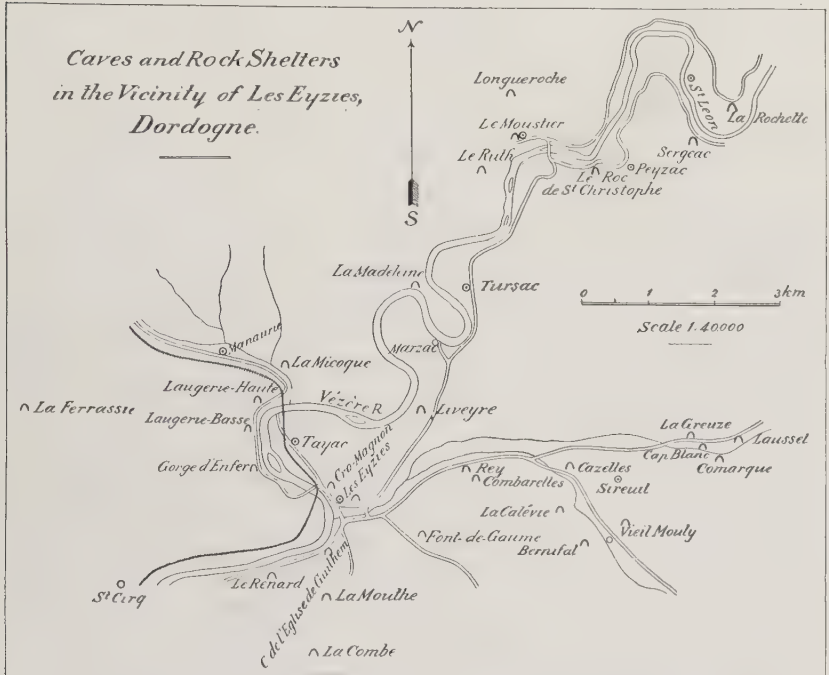 Caves and Rock Shelters
in the Vicinity of Les Eyzies,
Dordogne.
N
S
Longueroche
Le Moustier
Le Ruth
St Léon
La Rochette
Sergeac
Peyzac
Le Roc
de St Christophe
La Madeleine
Tursac
0 1 2 3 km
Scale 1.40000
Manaurie
Marzac
La Micoque
Laugerie-Haute
Vézère R
La Ferrassie
Laugerie-Basse
Liveyre
Tayac
Cro-Magnon
Les Eyzies
Gorge d'Enfer
La Greuze
Laussel
Cap Blanc
Comarque
Rey
Combarelles
Cazelles
Sireuil
La Calévie
Vieil Mouly
Font-de-Gaume
Bernifal
St Cirq
Le Renard
C de l'Eglise de Guilhem
La Mouthe
La Combe